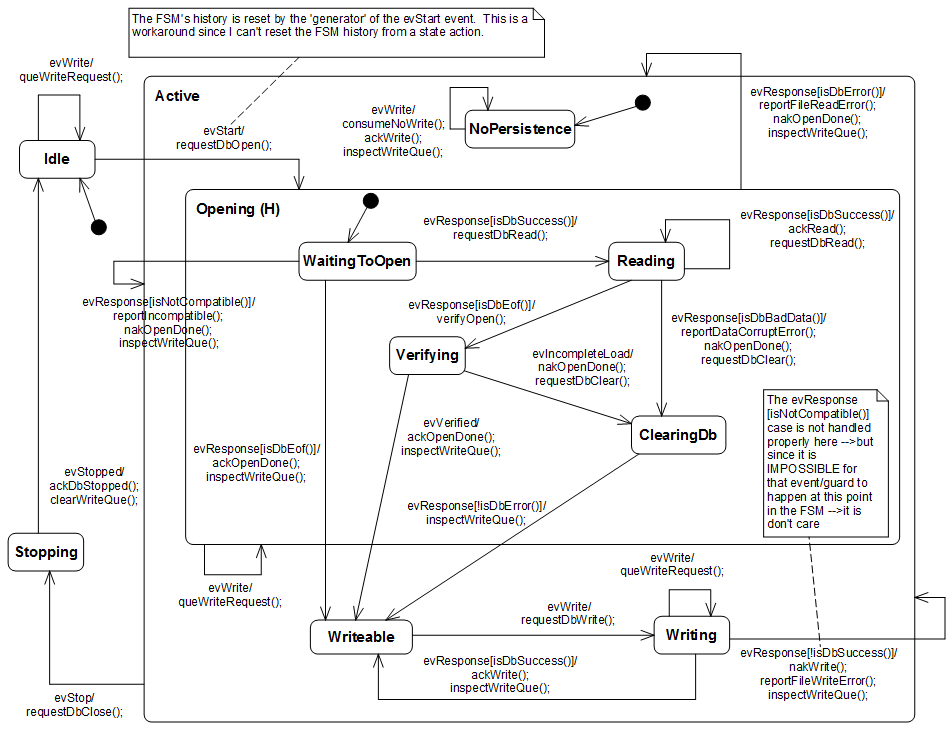 The FSM's history is reset by the 'generator' of the evStart event.  This is a
workaround since I can't reset the FSM history from a state action.
evWrite/
queWriteRequest();
Active
evResponse[isDbError()]/
reportFileReadError();
nakOpenDone();
inspectWriteQue();
evWrite/
consumeNoWrite();
ackWrite();
inspectWriteQue();
NoPersistence
evStart/
requestDbOpen();
Idle
Opening (H)
evResponse[isDbSuccess()]/
requestDbRead();
evResponse[isDbSuccess()]/
ackRead();
requestDbRead();
WaitingToOpen
Reading
evResponse[isNotCompatible()]/
reportIncompatible();
nakOpenDone();
inspectWriteQue();
evResponse[isDbEof()]/
verifyOpen();
evResponse[isDbBadData()]/
reportDataCorruptError();
nakOpenDone();
requestDbClear();
Verifying
evIncompleteLoad/
nakOpenDone();
requestDbClear();
The evResponse
[isNotCompatible()]
case is not handled
properly here -->but
since it is
IMPOSSIBLE for
that event/guard to
happen at this point
in the FSM -->it is
don't care
evVerified/
ackOpenDone();
inspectWriteQue();
ClearingDb
evResponse[isDbEof()]/
ackOpenDone();
inspectWriteQue();
evStopped/
ackDbStopped();
clearWriteQue();
evResponse[!isDbError()]/
inspectWriteQue();
Stopping
evWrite/
queWriteRequest();
evWrite/
queWriteRequest();
evWrite/
requestDbWrite();
Writeable
Writing
evResponse[isDbSuccess()]/
ackWrite();
inspectWriteQue();
evResponse[!isDbSuccess()]/
nakWrite();
reportFileWriteError();
inspectWriteQue();
evStop/
requestDbClose();